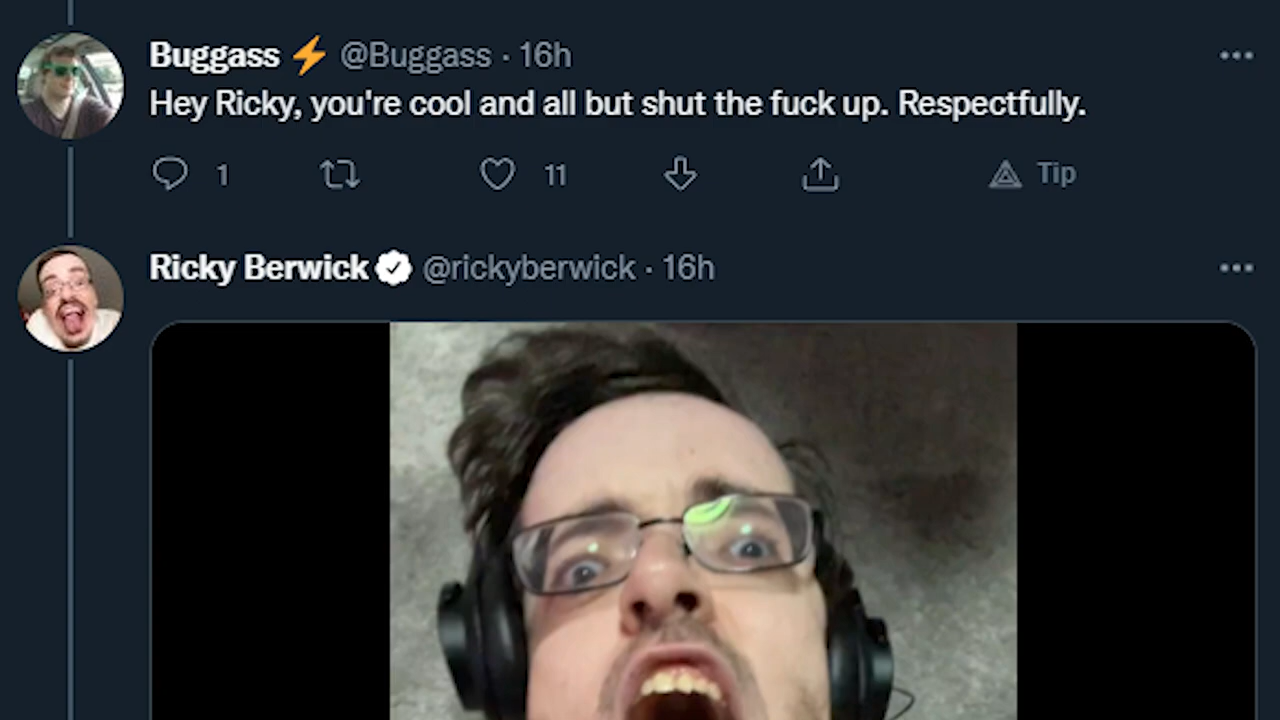 Buggass ⚡ @Buggass · 16h
Hey Ricky, you're cool and all but shut the fuck up. Respectfully.
1 11 Tip
Ricky Berwick @rickyberwick · 16h